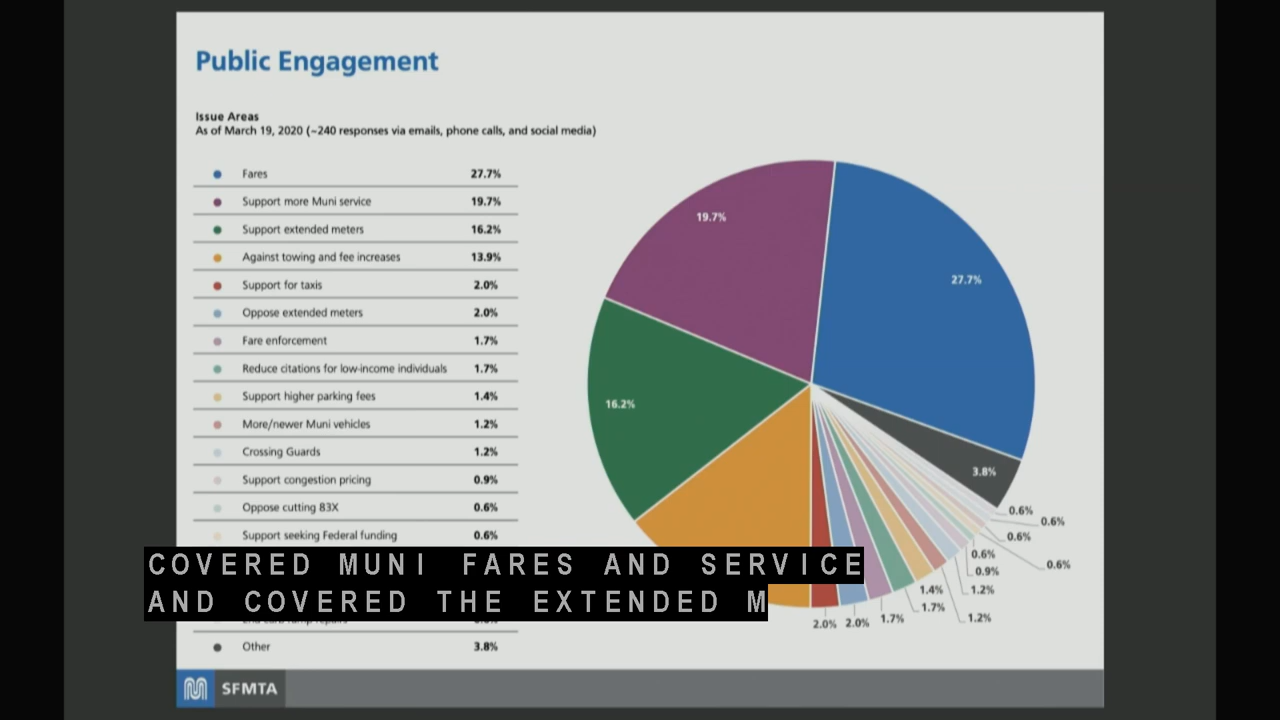 Public Engagement
Issue Areas
As of March 19, 2020 (~240 responses via emails, phone calls, and social media)
Fares 27.7%
Support more Muni service 19.7%
Support extended meters 16.2%
Against towing and fee increases 13.9%
Support for taxis 2.0%
Oppose extended meters 2.0%
Fare enforcement 1.7%
Reduce citations for low-income individuals 1.7%
Support higher parking fees 1.4%
More/newer Muni vehicles 1.2%
Crossing Guards 1.2%
Support congestion pricing 0.9%
Oppose cutting 83X 0.6%
Support seeking Federal funding 0.6%
COVERED MUNI FARES AND SERVICE
AND COVERED THE EXTENDED M
Other 3.8%
19.7%
27.7%
16.2%
3.8%
0.6%
0.6%
0.6%
0.6%
0.6%
0.9%
1.2%
1.2%
1.4%
1.7%
1.7%
2.0%
2.0%
SFMTA